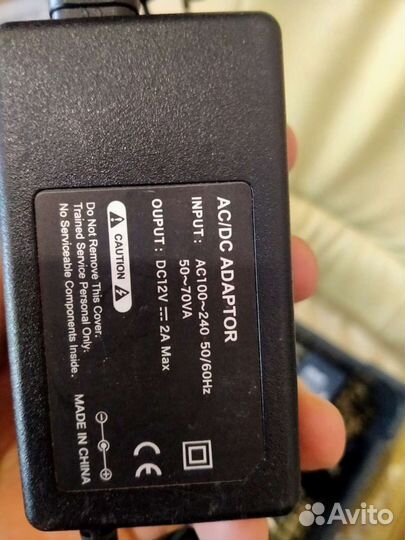 AC/DC ADAPTOR
INPUT: AC100~240 50/60Hz
50~70VA
OUPUT: DC12V ⎓ 2A Max
CAUTION
Do Not Remove This Cover.
Trained Service Personal Only.
No Serviceable Components Inside.
CE
MADE IN CHINA
Avito